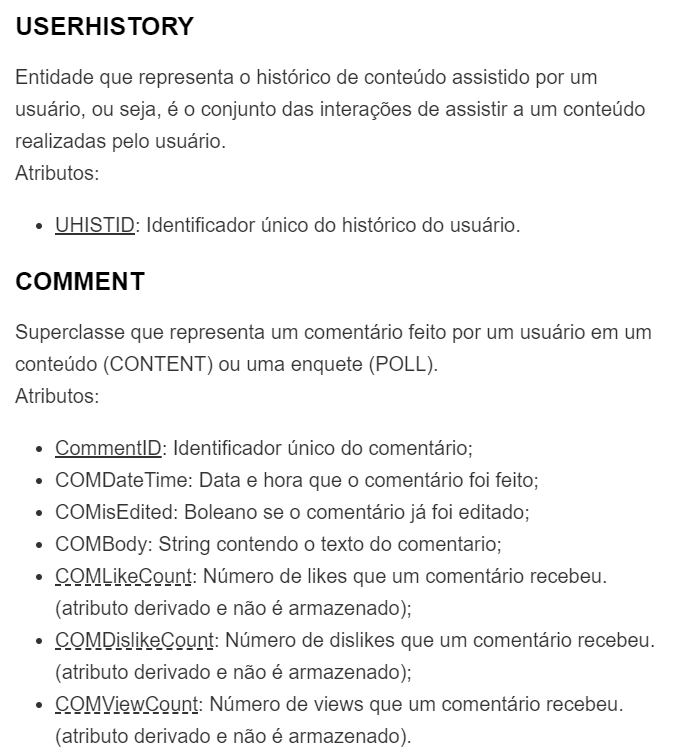 USERHISTORY
Entidade que representa o histórico de conteúdo assistido por um
usuário, ou seja, é o conjunto das interações de assistir a um conteúdo
realizadas pelo usuário.
Atributos:
• UHISTID: Identificador único do histórico do usuário.
COMMENT
Superclasse que representa um comentário feito por um usuário em um
conteúdo (CONTENT) ou uma enquete (POLL).
Atributos:
• CommentID: Identificador único do comentário;
• COMDateTime: Data e hora que o comentário foi feito;
• COMisEdited: Boleano se o comentário já foi editado;
• COMBody: String contendo o texto do comentario;
• COMLikeCount: Número de likes que um comentário recebeu.
(atributo derivado e não é armazenado);
• COMDislikeCount: Número de dislikes que um comentário recebeu.
(atributo derivado e não é armazenado);
• COMViewCount: Número de views que um comentário recebeu.
(atributo derivado e não é armazenado).